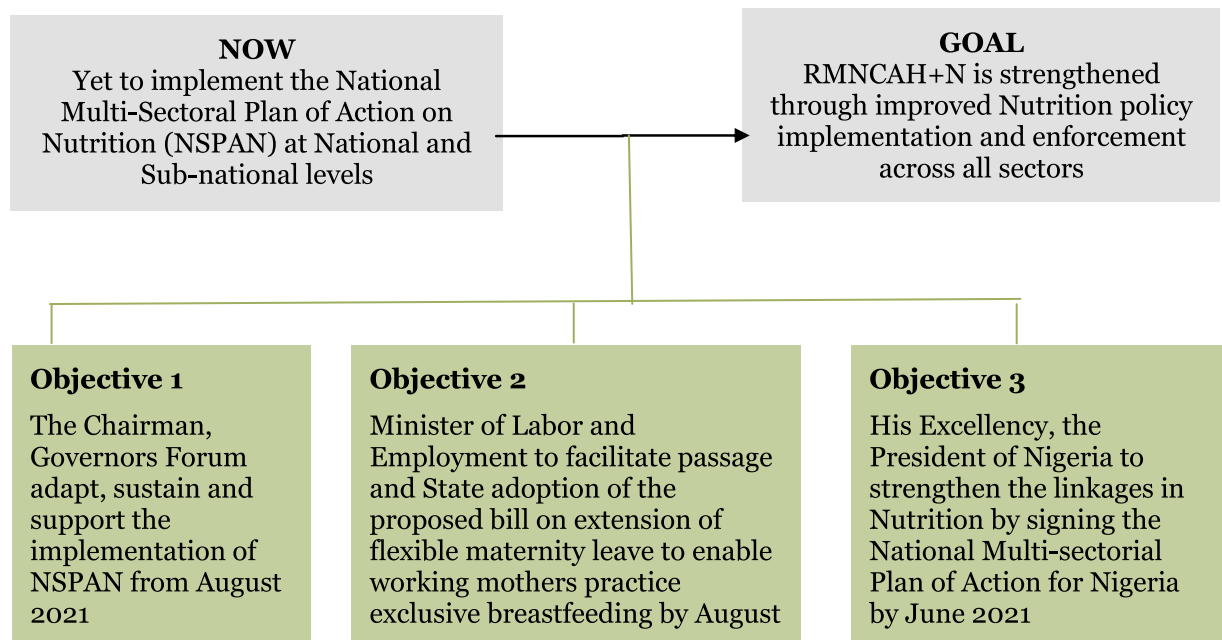 NOW
Yet to implement the National
Multi-Sectoral Plan of Action on
Nutrition (NSPAN) at National and
Sub-national levels
GOAL
RMNCAH+N is strengthened
through improved Nutrition policy
implementation and enforcement
across all sectors
Objective 1
The Chairman,
Governors Forum
adapt, sustain and
support the
implementation of
NSPAN from August
2021
Objective 2
Minister of Labor and
Employment to facilitate passage
and State adoption of the
proposed bill on extension of
flexible maternity leave to enable
working mothers practice
exclusive breastfeeding by August
Objective 3
His Excellency, the
President of Nigeria to
strengthen the linkages in
Nutrition by signing the
National Multi-sectorial
Plan of Action for Nigeria
by June 2021